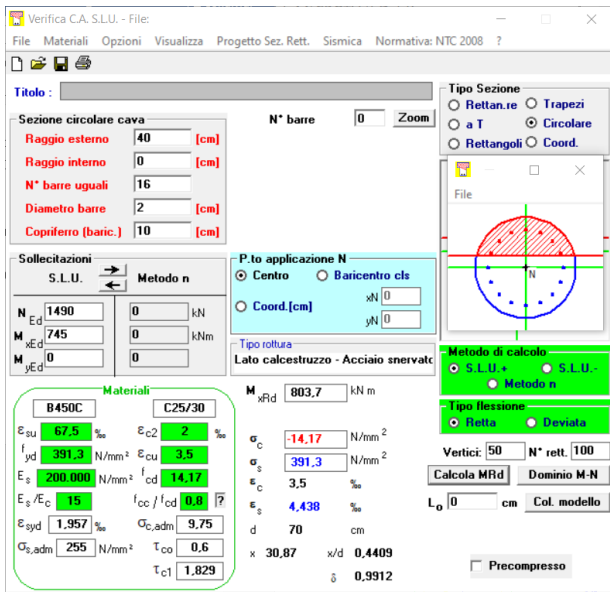 Verifica C.A. S.L.U. - File:
File Materiali Opzioni Visualizza Progetto Sez. Rett. Sismica Normativa: NTC 2008 ?
Titolo :
Tipo Sezione
Rettan.re Trapezi
a T Circolare
Rettangoli Coord.
Sezione circolare cava
Raggio esterno 40 [cm]
Raggio interno 0 [cm]
N° barre uguali 16
Diametro barre 2 [cm]
Copriferro (baric.) 10 [cm]
N° barre 0 Zoom
File
N
Sollecitazioni
S.L.U. Metodo n
N Ed 1490 0 kN
M xEd 745 0 kNm
M yEd 0 0
P.to applicazione N
Centro Baricentro cls
Coord.[cm] xN 0
yN 0
Tipo rottura
Lato calcestruzzo - Acciaio snervato
Metodo di calcolo
S.L.U.+ S.L.U.-
Metodo n
Tipo flessione
Retta Deviata
Vertici: 50 N° rett. 100
Calcola MRd Dominio M-N
L₀ 0 cm Col. modello
Precompresso
Materiali
B450C C25/30
εsu 67,5 ‰ εc2 2 ‰
fyd 391,3 N/mm² εcu 3,5
Es 200.000 N/mm² fcd 14,17
Es/Ec 15 fcc / fcd 0,8 ?
εsyd 1,957 ‰ σc,adm 9,75
σs,adm 255 N/mm² τco 0,6
τc1 1,829
M xRd 803,7 kN m
σc -14,17 N/mm²
σs 391,3 N/mm²
εc 3,5 ‰
εs 4,438 ‰
d 70 cm
x 30,87 x/d 0,4409
δ 0,9912